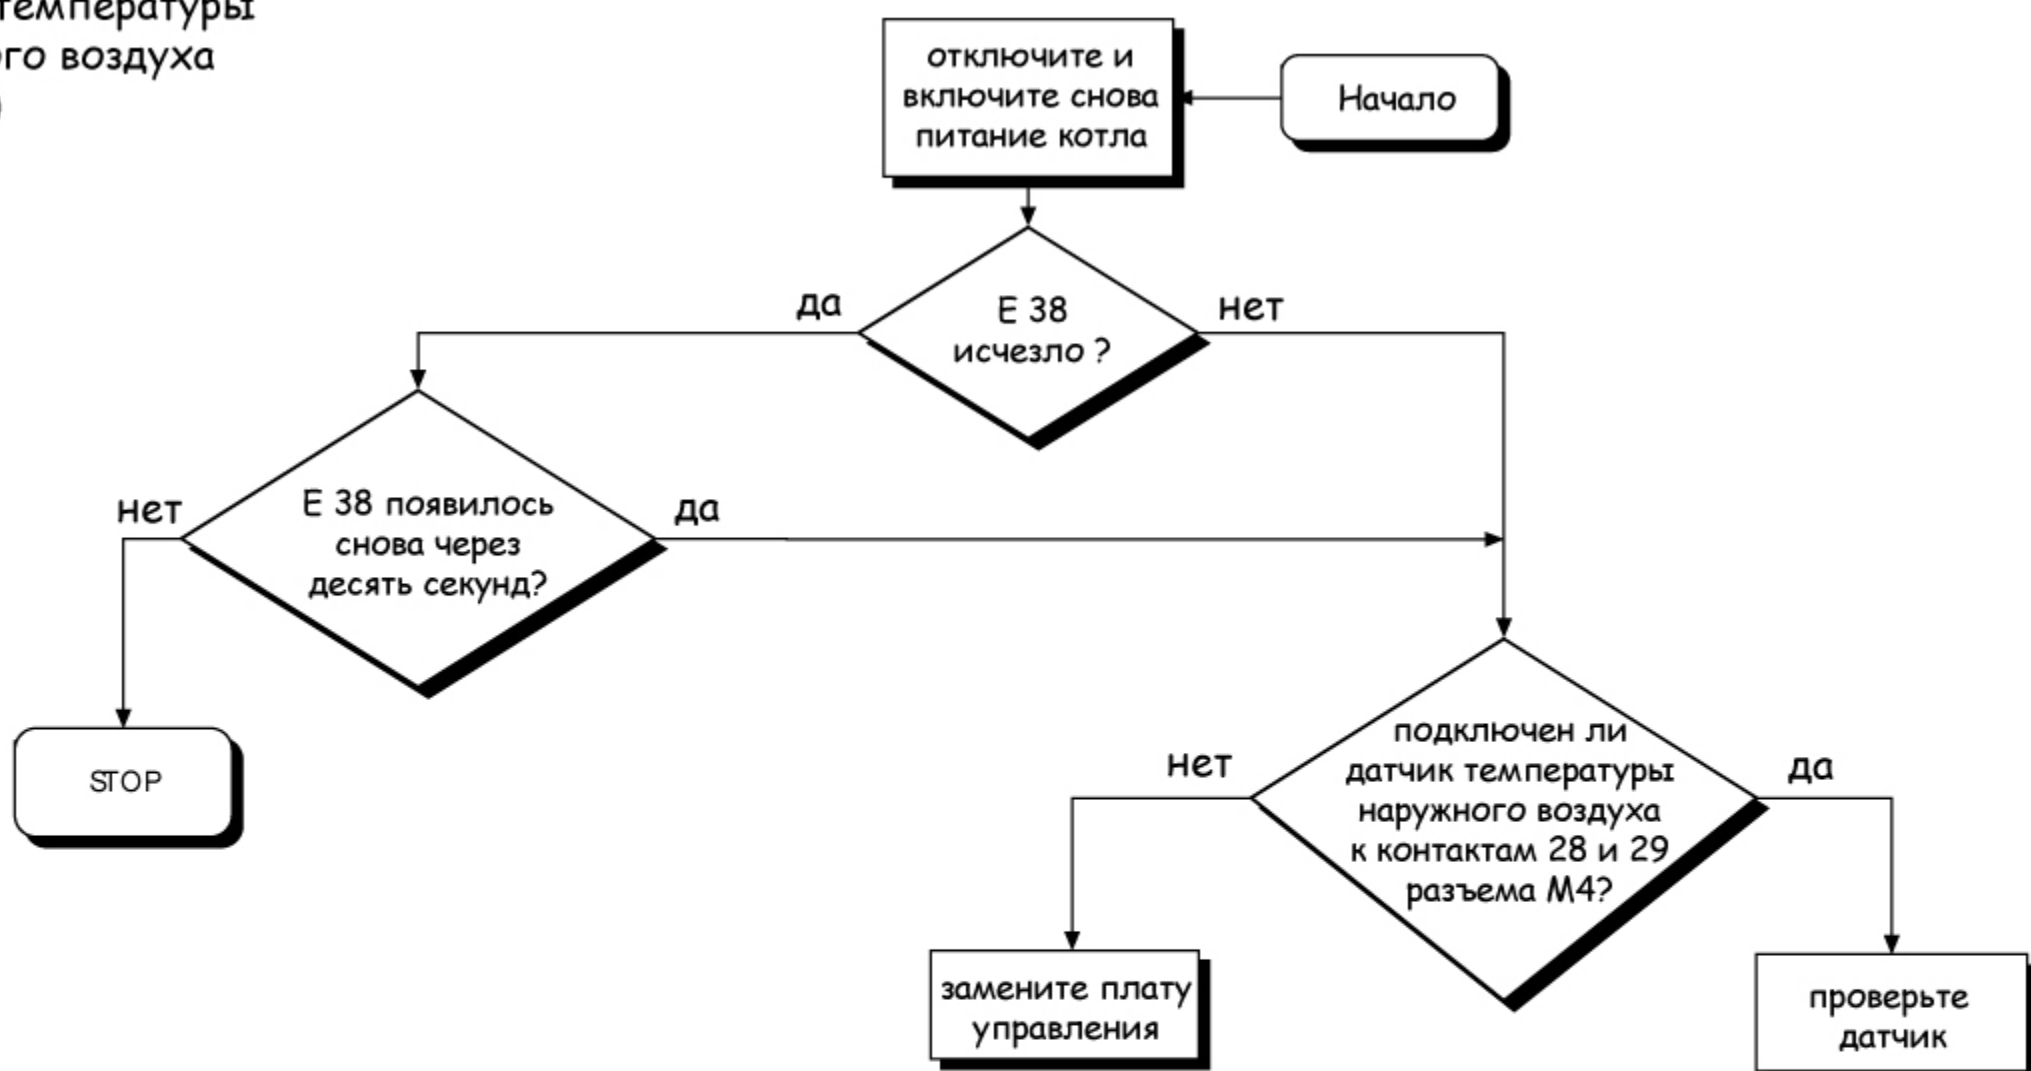 температуры
воздуха
отключите и
включите снова
питание котла
Начало
да
Е 38
исчезло ?
нет
нет
Е 38 появилось
снова через
десять секунд?
да
STOP
нет
подключен ли
датчик температуры
наружного воздуха
к контактам 28 и 29
разъема М4?
да
замените плату
управления
проверьте
датчик